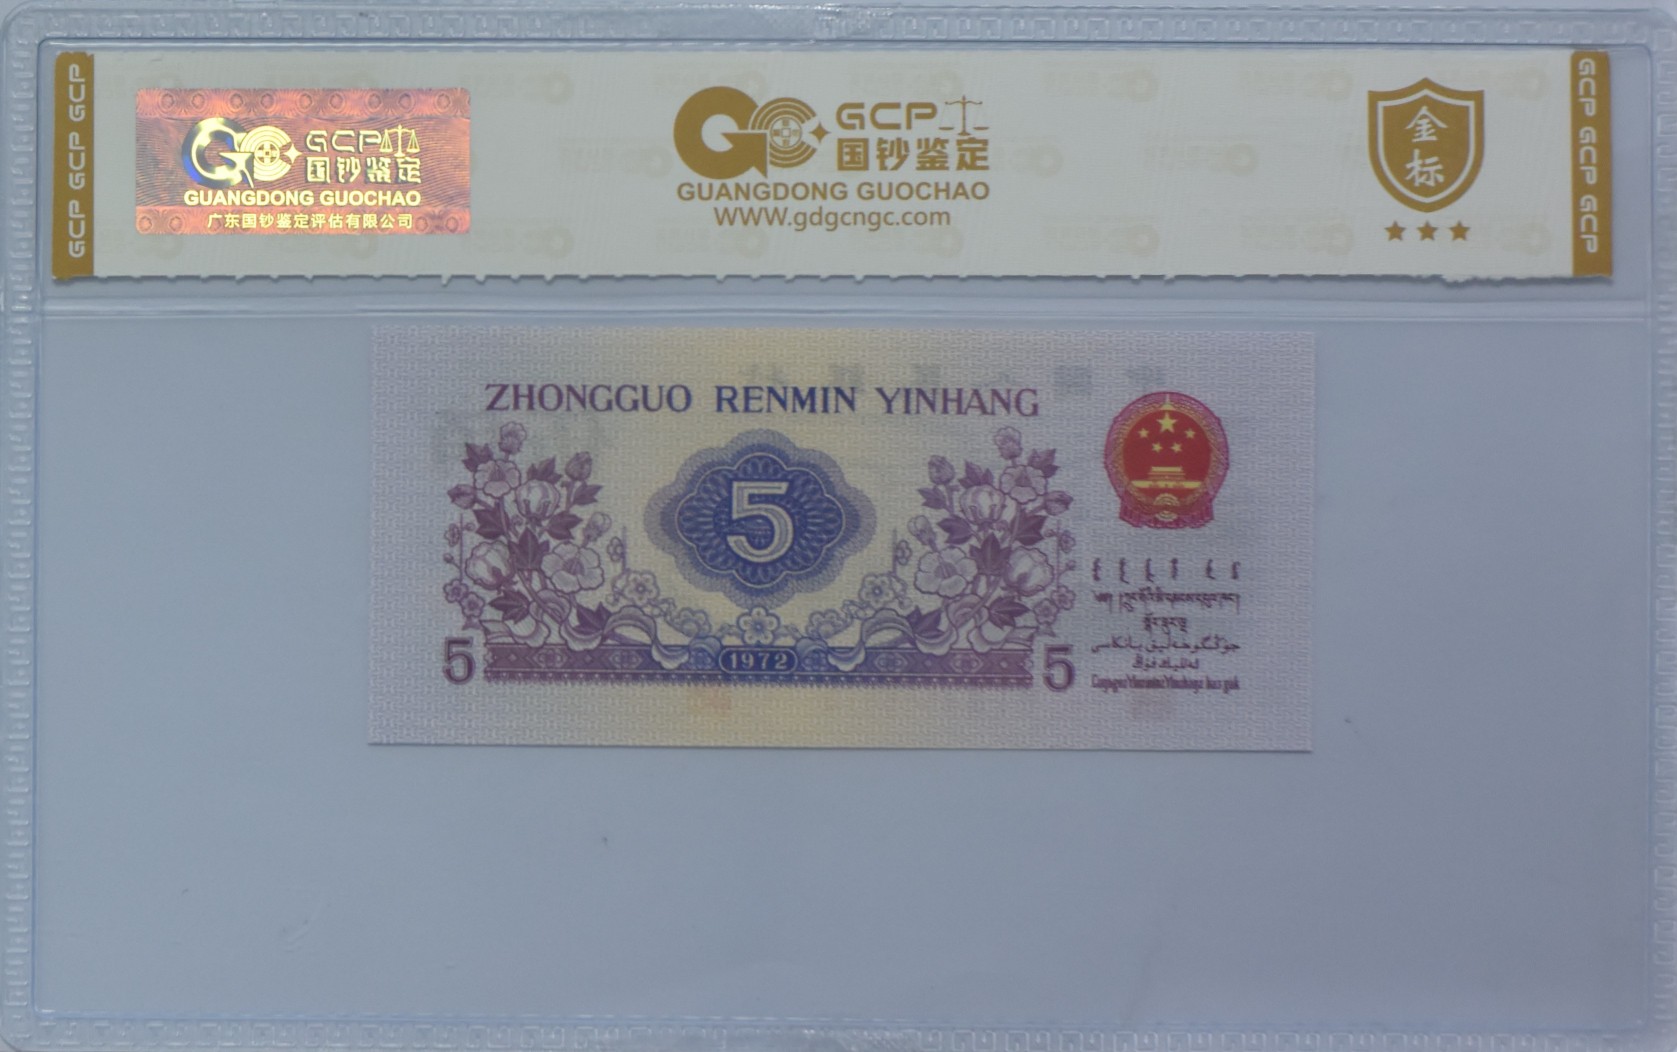 GCP GCP GCP
GCP
国钞鉴定
GUANGDONG GUOCHAO
广东国钞鉴定评估有限公司
GCP
国钞鉴定
GUANGDONG GUOCHAO
WWW.gdgcngc.com
金
标
GCP GCP GCP
ZHONGGUO RENMIN YINHANG
5
5 1972 5
جۇڭگوخەلىق بانكاسى